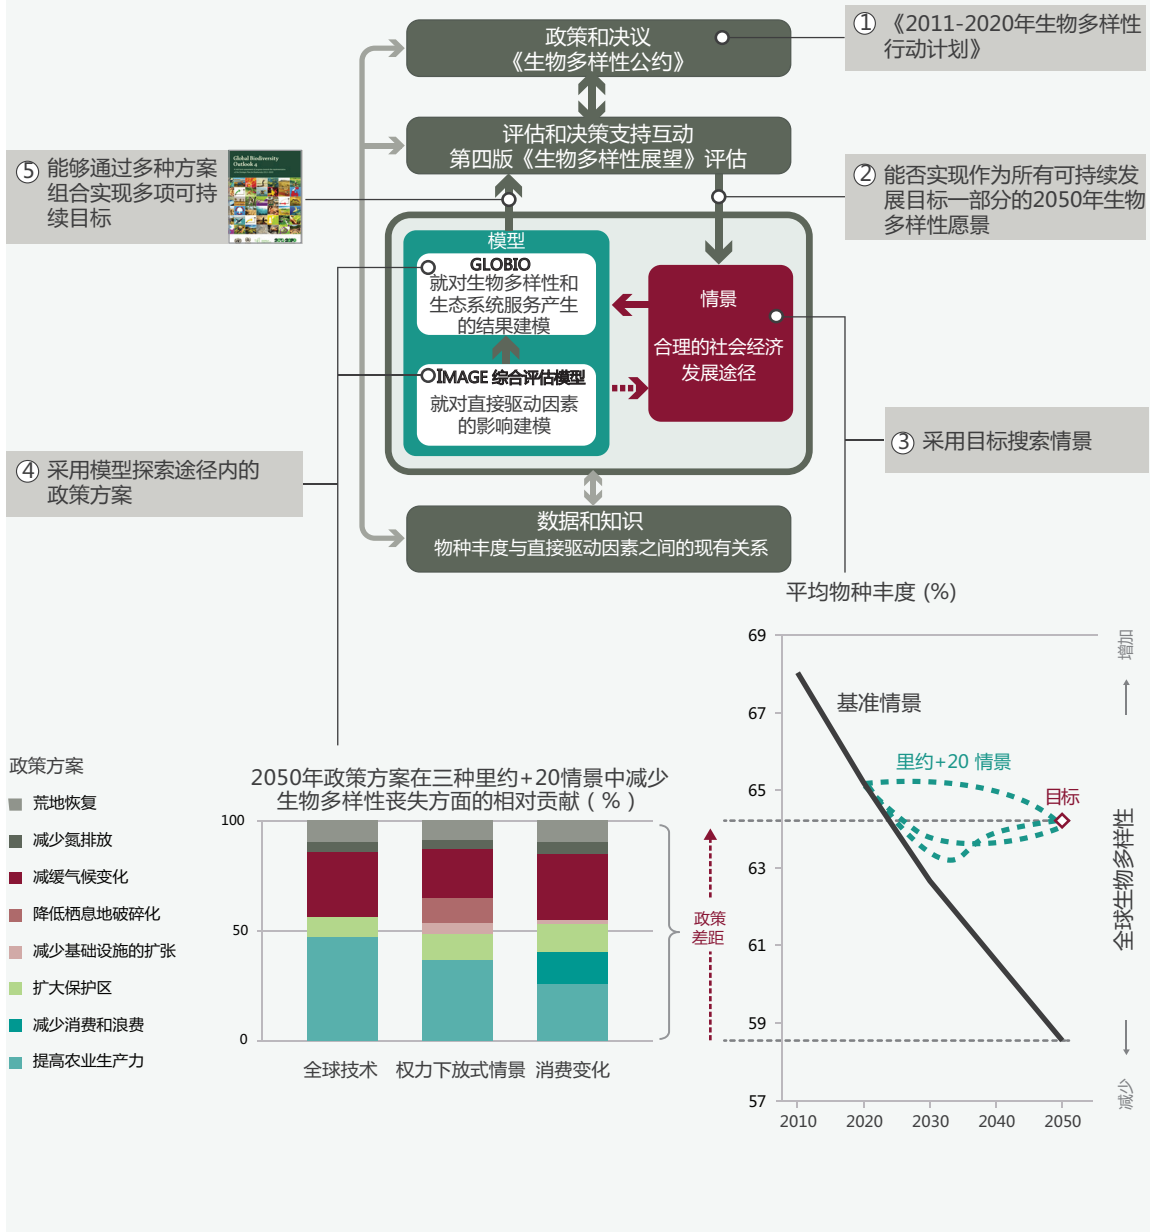 政策和决议
《生物多样性公约》
① 《2011-2020年生物多样性
行动计划》
评估和决策支持互动
第四版《生物多样性展望》评估
⑤ 能够通过多种方案
组合实现多项可持
续目标
Global Biodiversity
Outlook 4
② 能否实现作为所有可持续发
展目标一部分的2050年生物
多样性愿景
模型
GLOBIO
就对生物多样性和
生态系统服务产生
的结果建模
IMAGE 综合评估模型
就对直接驱动因素
的影响建模
情景
合理的社会经济
发展途径
③ 采用目标搜索情景
④ 采用模型探索途径内的
政策方案
数据和知识
物种丰度与直接驱动因素之间的现有关系
平均物种丰度 (%)
69
67
65
63
61
59
57
2010 2020 2030 2040 2050
基准情景
里约+20 情景
目标
增加
全球生物多样性
减少
政策方案
荒地恢复
减少氮排放
减缓气候变化
降低栖息地破碎化
减少基础设施的扩张
扩大保护区
减少消费和浪费
提高农业生产力
2050年政策方案在三种里约+20情景中减少
生物多样性丧失方面的相对贡献 ( % )
100
50
0
全球技术 权力下放式情景 消费变化
政策
差距